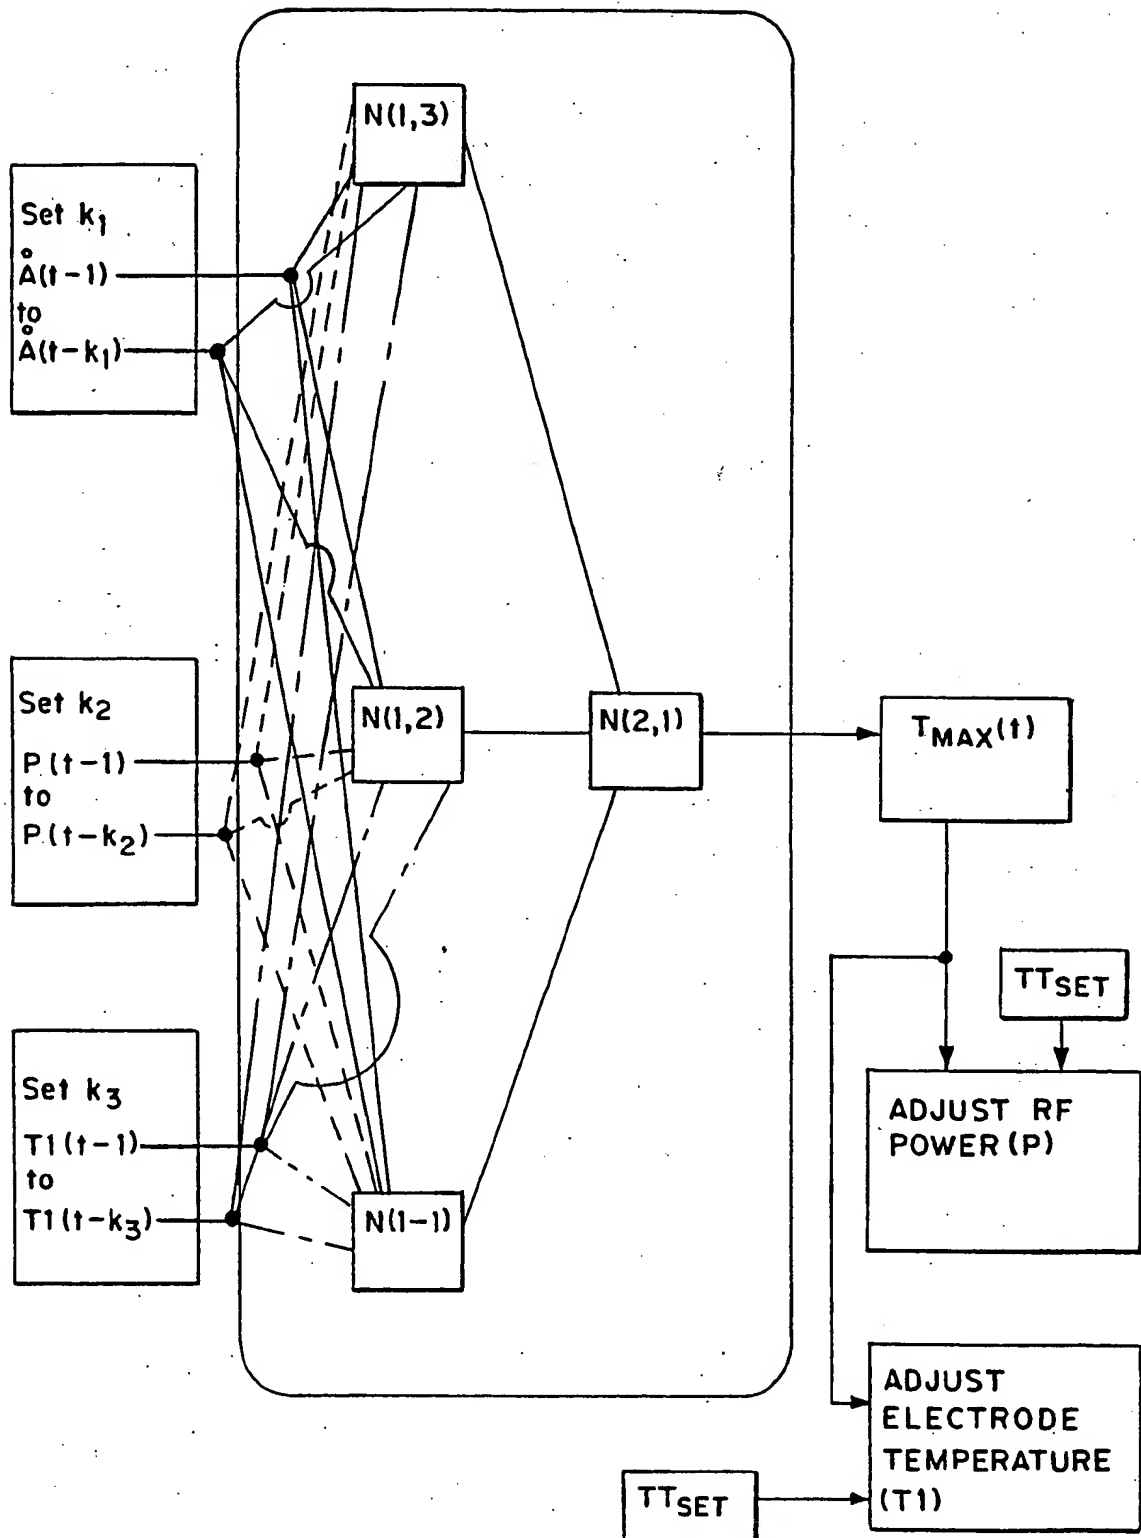 N(1,3)
Set k₁
Å(t-1)
to
Å(t-k₁)
Set k₂
P(t-1)
to
P(t-k₂)
N(1,2)
N(2,1)
TMAX(t)
TTSET
Set k₃
T1(t-1)
to
T1(t-k₃)
N(1-1)
ADJUST RF
POWER(P)
ADJUST
ELECTRODE
TEMPERATURE
(T1)
TTSET